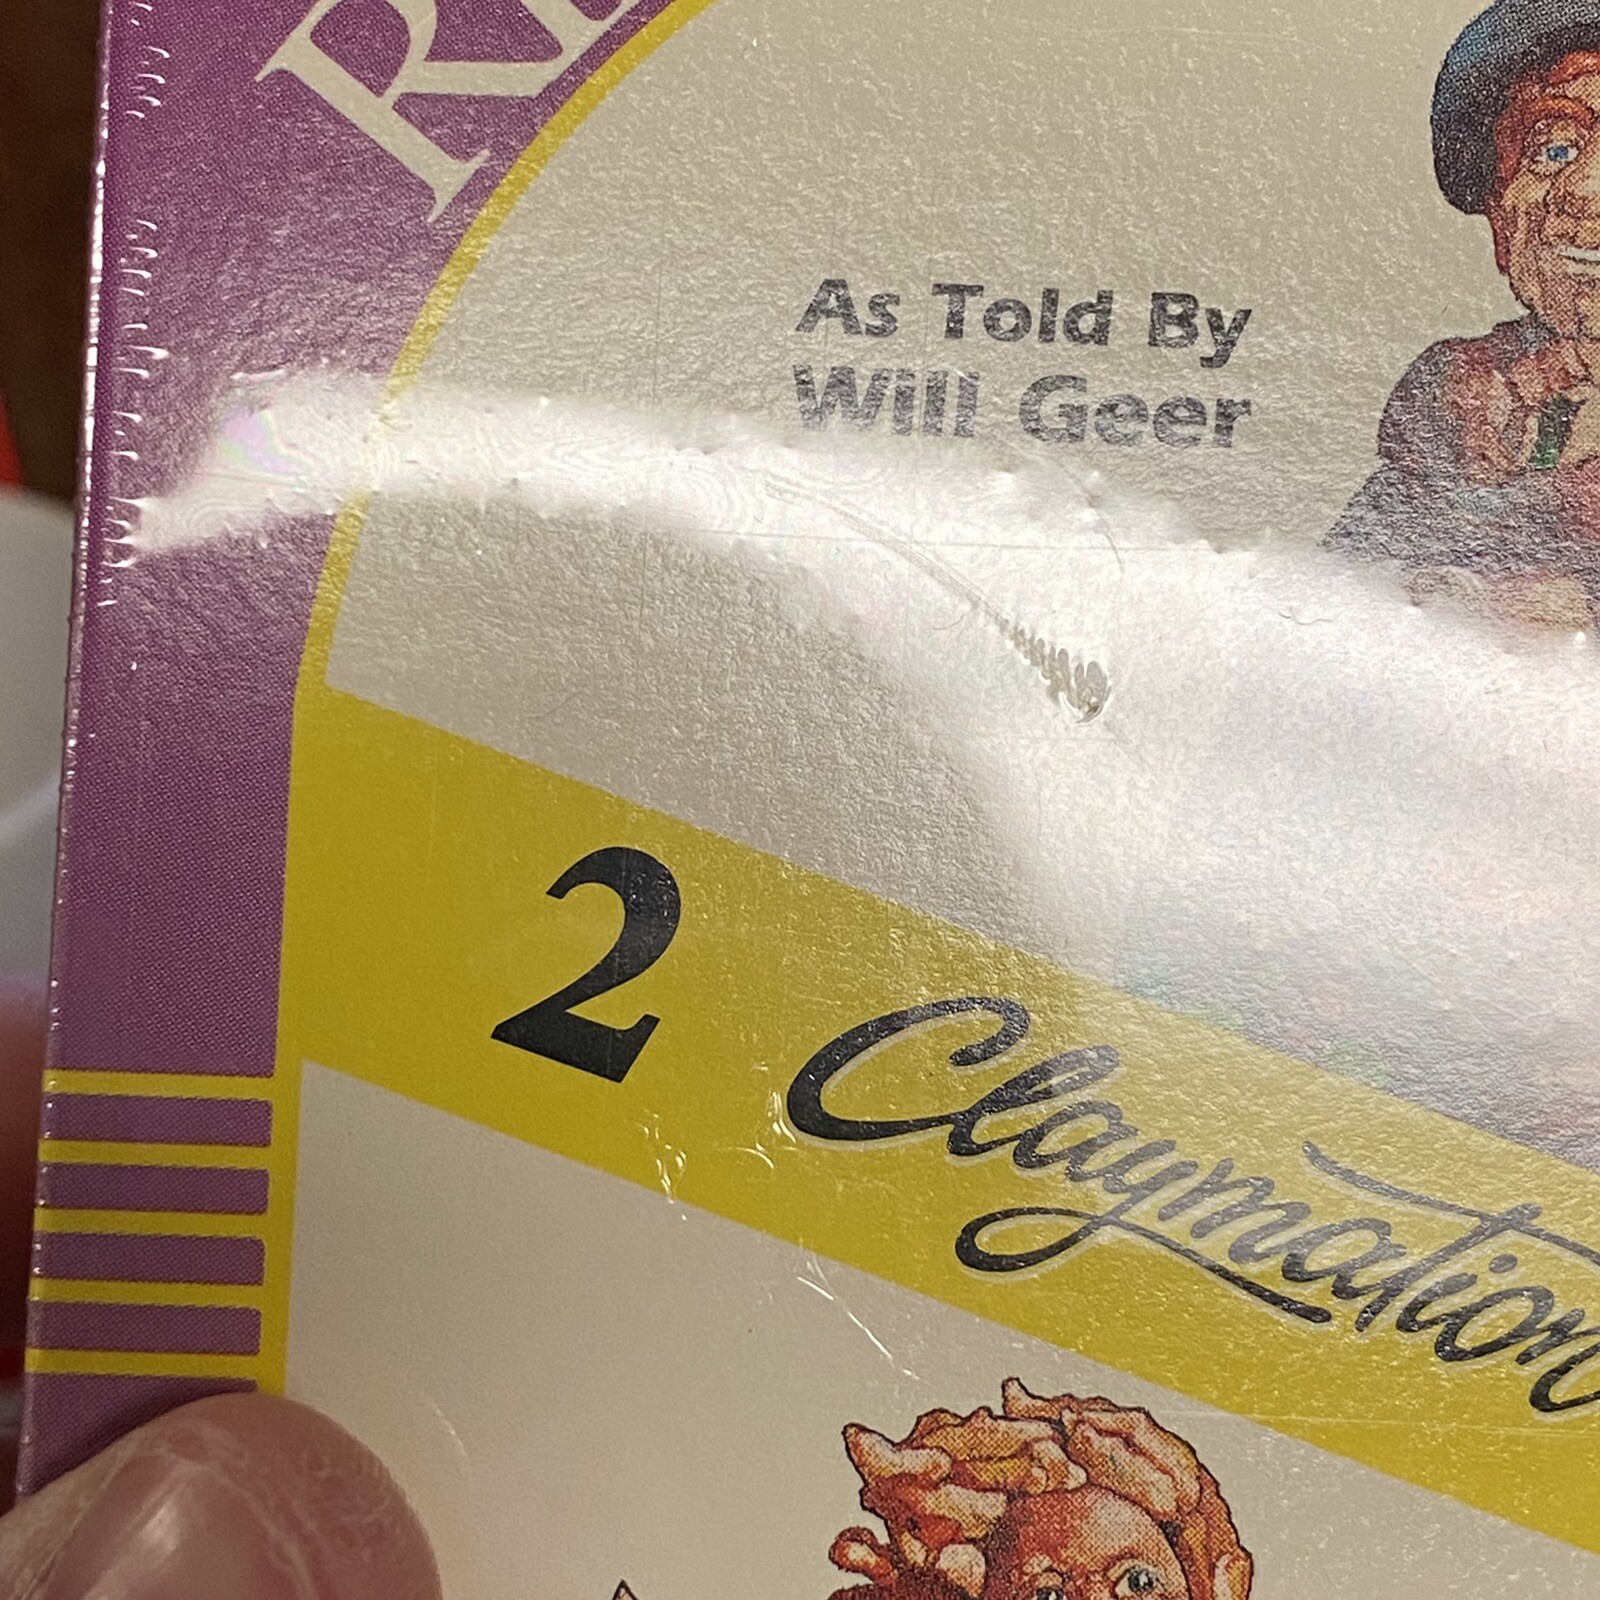 As Told By
Will Geer
2 Claymation